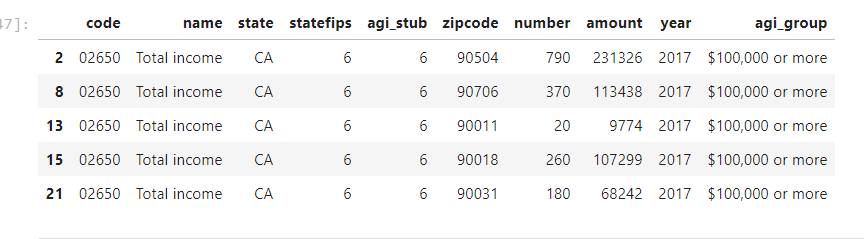 47]:
code name state statefips agi_stub zipcode number amount year agi_group
2 02650 Total income CA 6 6 90504 790 231326 2017 $100,000 or more
8 02650 Total income CA 6 6 90706 370 113438 2017 $100,000 or more
13 02650 Total income CA 6 6 90011 20 9774 2017 $100,000 or more
15 02650 Total income CA 6 6 90018 260 107299 2017 $100,000 or more
21 02650 Total income CA 6 6 90031 180 68242 2017 $100,000 or more